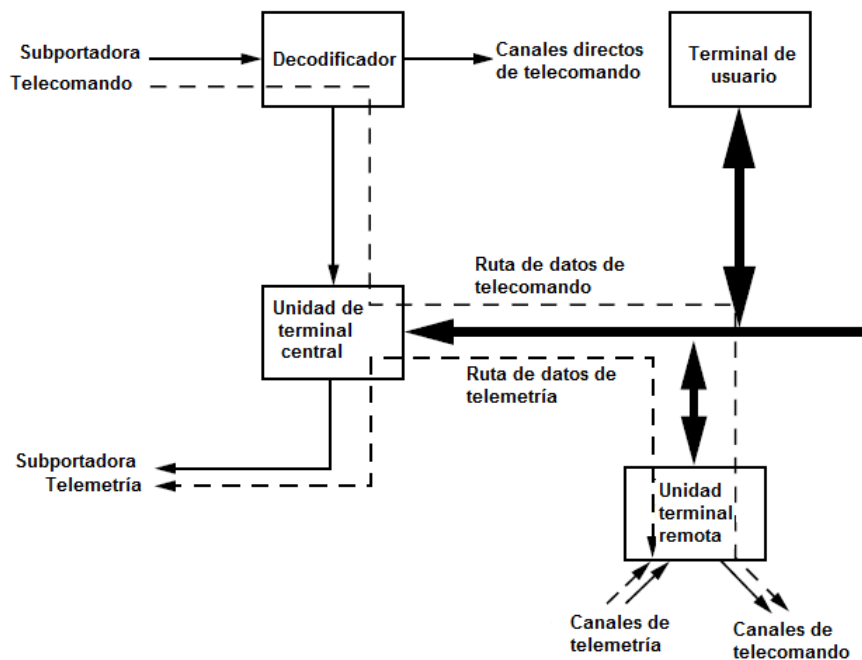 Subportadora
Telecomando
Decodificador
Canales directos
de telecomando
Terminal de
usuario
Ruta de datos de
telecomando
Unidad de
terminal
central
Ruta de datos de
telemetría
Subportadora
Telemetría
Unidad
terminal
remota
Canales de
telemetría
Canales de
telecomando